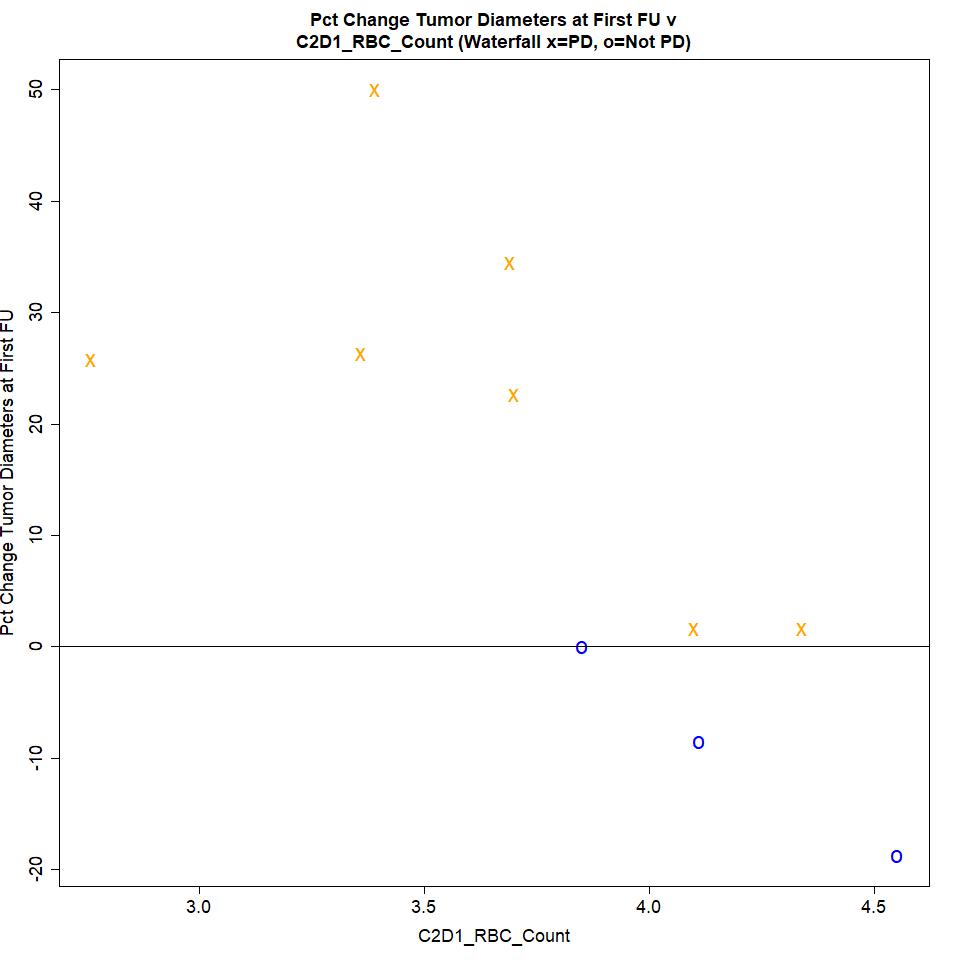 Pct Change Tumor Diameters at First FU v
C2D1_RBC_Count (Waterfall x=PD, o=Not PD)
Pct Change Tumor Diameters at First FU
50
40
30
20
10
0
-10
-20
X
X
X
X
X
X
X
O
O
O
3.0
3.5
4.0
4.5
C2D1_RBC_Count